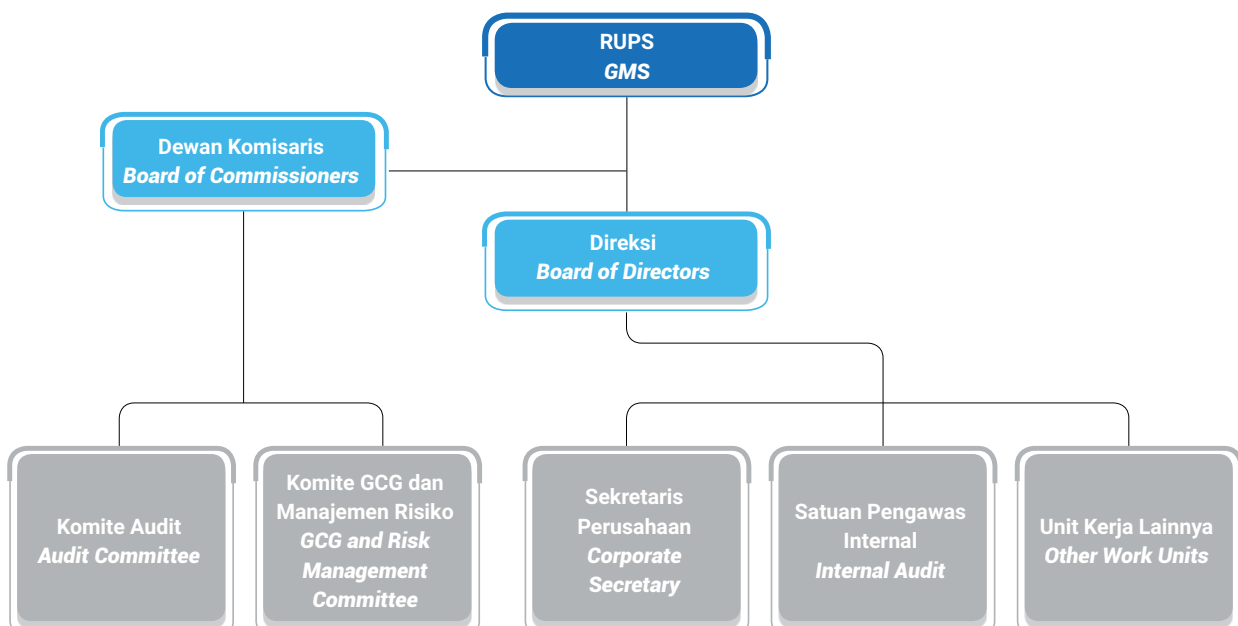 RUPS
GMS
Dewan Komisaris
Board of Commissioners
Direksi
Board of Directors
Komite Audit
Audit Committee
Komite GCG dan
Manajemen Risiko
GCG and Risk
Management
Committee
Sekretaris
Perusahaan
Corporate
Secretary
Satuan Pengawas
Internal
Internal Audit
Unit Kerja Lainnya
Other Work Units